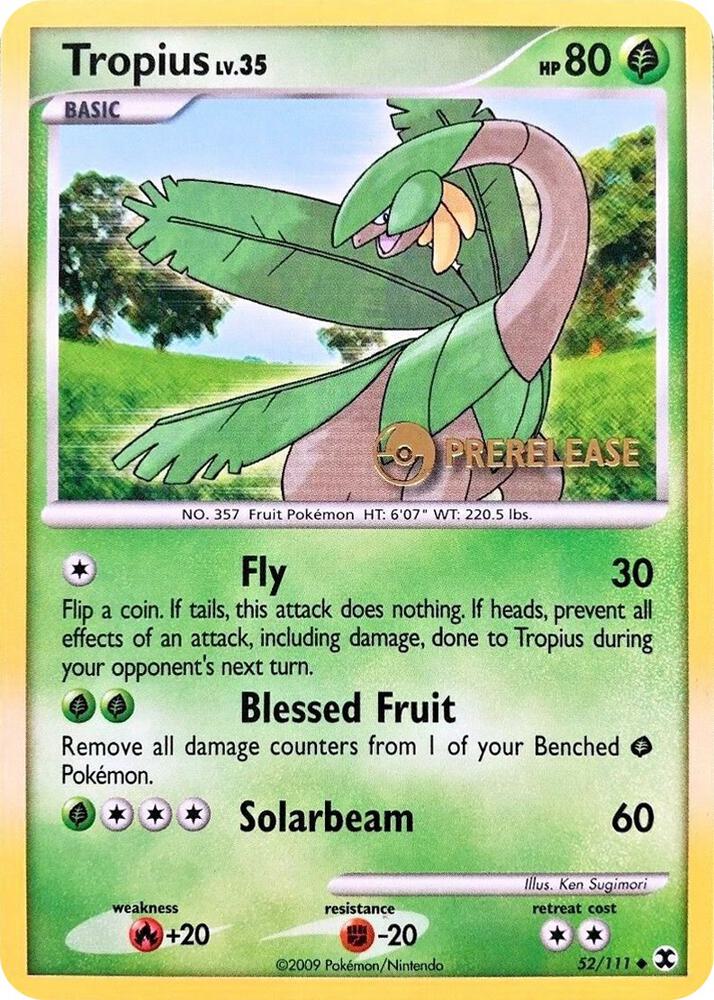 Tropius LV.35 HP 80
BASIC
PRERELEASE
NO. 357 Fruit Pokémon HT: 6'07" WT: 220.5 lbs.
Fly 30
Flip a coin. If tails, this attack does nothing. If heads, prevent all
effects of an attack, including damage, done to Tropius during
your opponent's next turn.
Blessed Fruit
Remove all damage counters from 1 of your Benched
Pokémon.
Solarbeam 60
Illus. Ken Sugimori
weakness resistance retreat cost
+20 -20
©2009 Pokémon/Nintendo 52/111